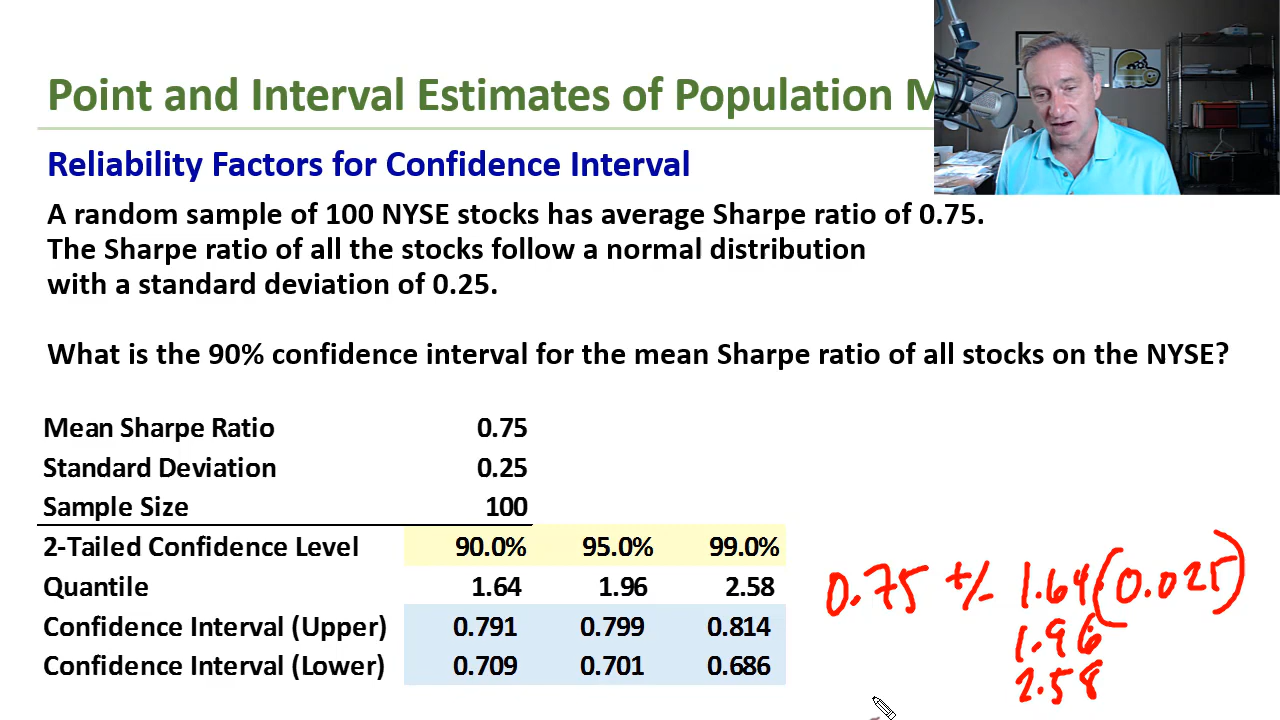 Point and Interval Estimates of Population M
Reliability Factors for Confidence Interval
A random sample of 100 NYSE stocks has average Sharpe ratio of 0.75.
The Sharpe ratio of all the stocks follow a normal distribution
with a standard deviation of 0.25.
What is the 90% confidence interval for the mean Sharpe ratio of all stocks on the NYSE?
Mean Sharpe Ratio 0.75
Standard Deviation 0.25
Sample Size 100
2-Tailed Confidence Level 90.0% 95.0% 99.0%
Quantile 1.64 1.96 2.58
Confidence Interval (Upper) 0.791 0.799 0.814
Confidence Interval (Lower) 0.709 0.701 0.686
0.75 +/- 1.64(0.025)
1.96
2.58